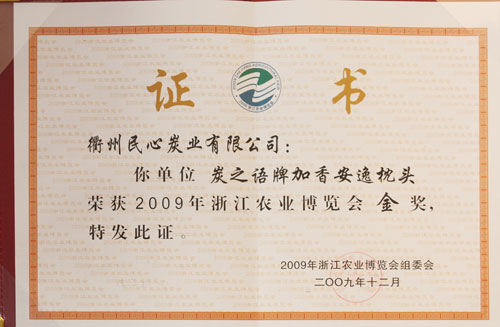 证 书
衢州民心炭业有限公司：
你单位 炭之语牌加香安逸枕头
荣获2009年浙江农业博览会 金 奖，
特发此证。
2009年浙江农业博览会组委会
二〇〇九年十二月